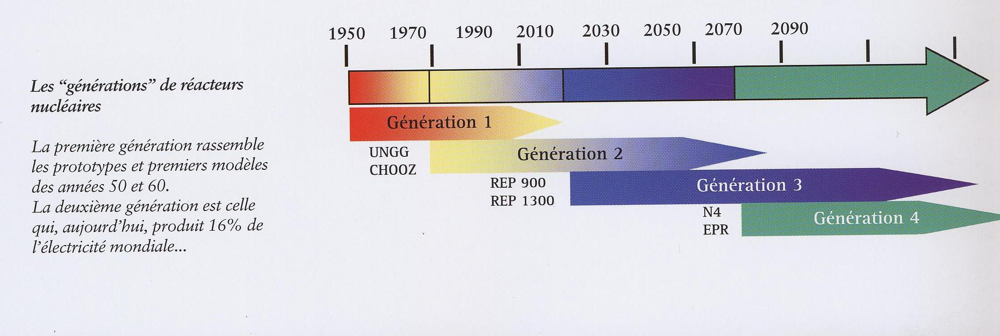 1950 1970 1990 2010 2030 2050 2070 2090
Les “générations” de réacteurs
nucléaires
La première génération rassemble
les prototypes et premiers modèles
des années 50 et 60.
La deuxième génération est celle
qui, aujourd’hui, produit 16% de
l’électricité mondiale...
Génération 1
UNGG
CHOOZ
Génération 2
REP 900
REP 1300
Génération 3
N4
EPR
Génération 4